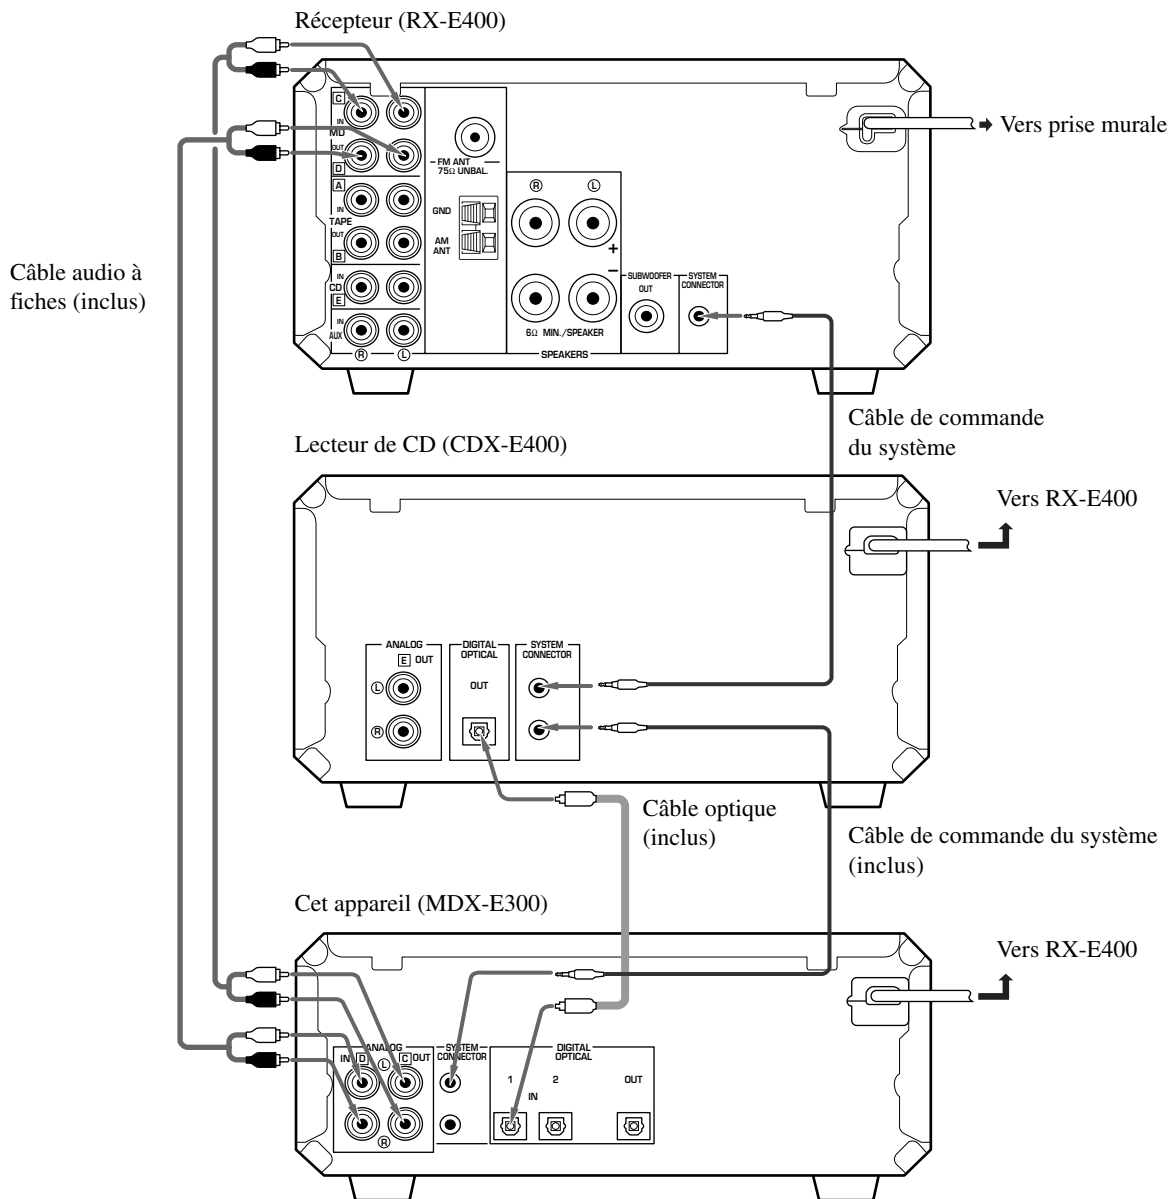 Récepteur (RX-E400)
C
IN
MD
OUT
D
A
IN
TAPE
OUT
B
IN
CD
E
IN
AUX
R
L
FM ANT
75Ω UNBAL.
GND
AM
ANT
R
L
+
−
6Ω MIN./SPEAKER
SPEAKERS
SUBWOOFER
OUT
SYSTEM
CONNECTOR
Vers prise murale
Câble audio à
fiches (inclus)
Câble de commande
du système
Lecteur de CD (CDX-E400)
Vers RX-E400
ANALOG
E OUT
L
R
DIGITAL
OPTICAL
OUT
SYSTEM
CONNECTOR
Câble optique
(inclus)
Câble de commande du système
(inclus)
Cet appareil (MDX-E300)
Vers RX-E400
ANALOG
IN D
C OUT
L
R
SYSTEM
CONNECTOR
DIGITAL
OPTICAL
1
2
IN
OUT